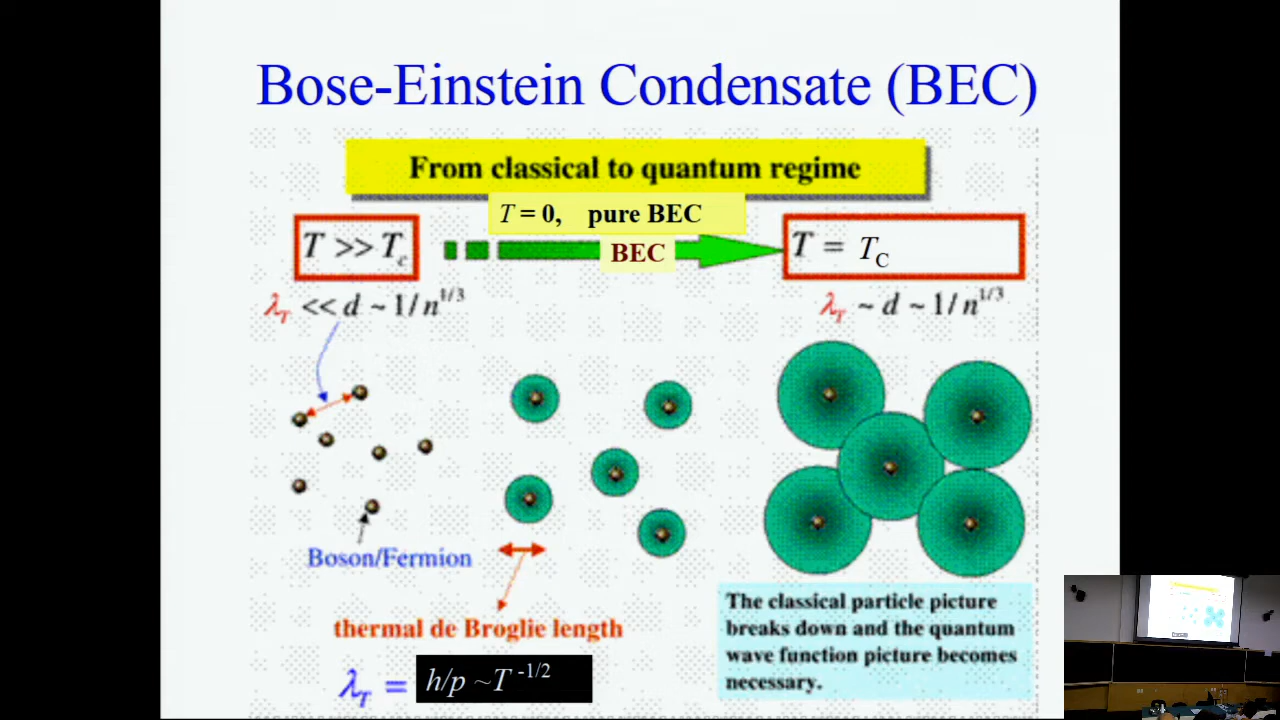 Bose-Einstein Condensate (BEC)
From classical to quantum regime
T = 0, pure BEC
T >> Tc
BEC
T = TC
λT << d ~ 1/n^1/3
λT ~ d ~ 1/n^1/3
Boson/Fermion
thermal de Broglie length
λT = h/p ~T^-1/2
The classical particle picture
breaks down and the quantum
wave function picture becomes
necessary.